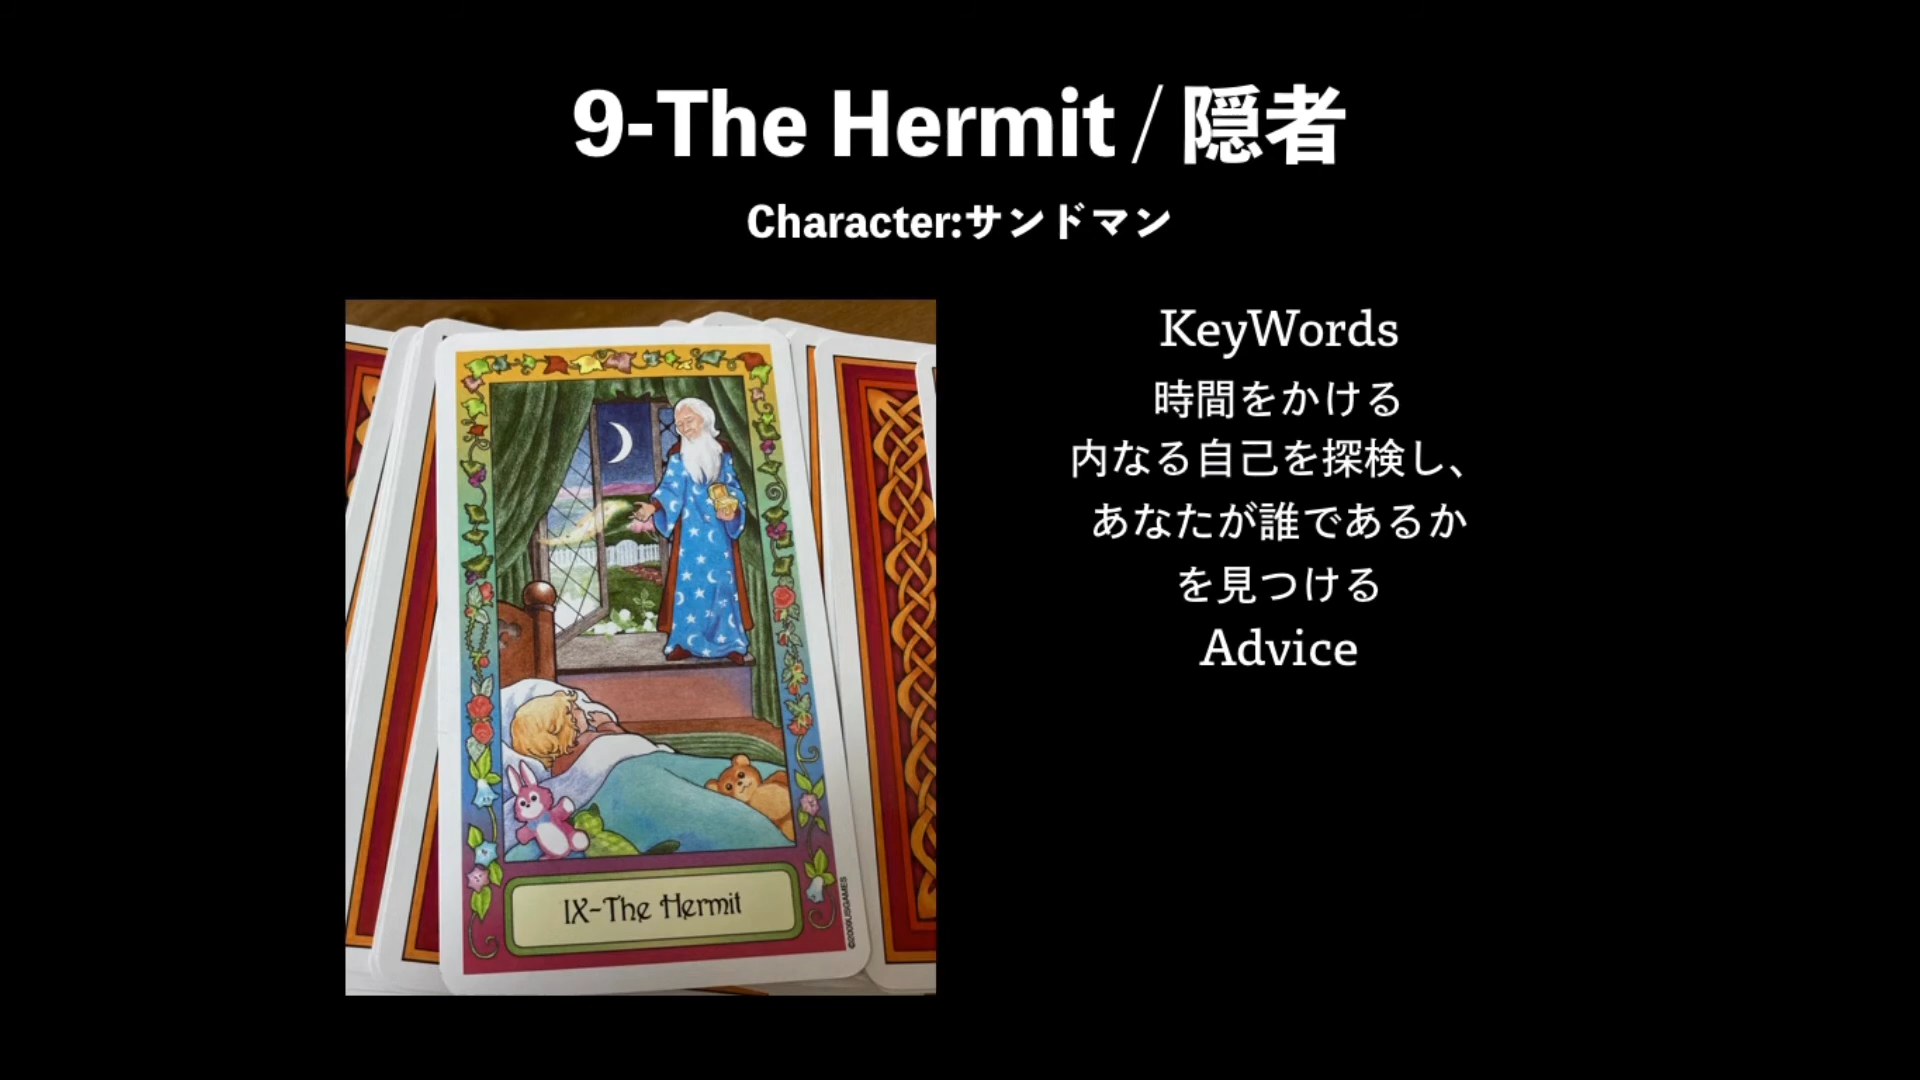 9-The Hermit / 隠者
Character:サンドマン
KeyWords
時間をかける
内なる自己を探検し、
あなたが誰であるか
を見つける
Advice
IX-The Hermit
©2009USGAMES